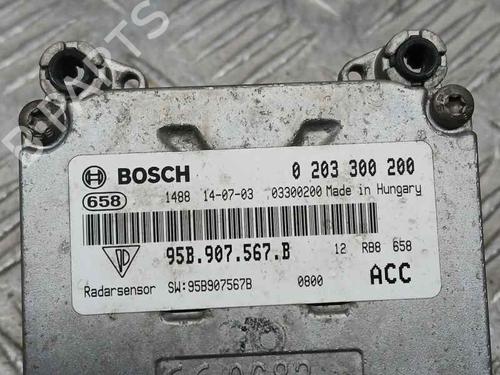 BOSCH 0 203 300 200
658 1488 14-07-03 03300200 Made in Hungary
95B.907.567.B 12 RB8 658
Radarsensor SW:95B907567B 0800 ACC
B-PARTS